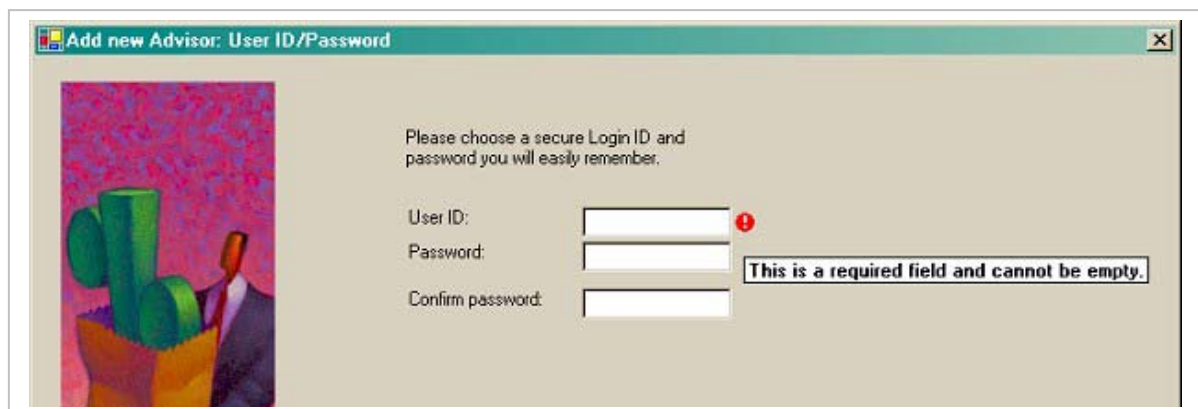 Add new Advisor: User ID/Password
Please choose a secure Login ID and
password you will easily remember.
User ID:
Password:
This is a required field and cannot be empty.
Confirm password: